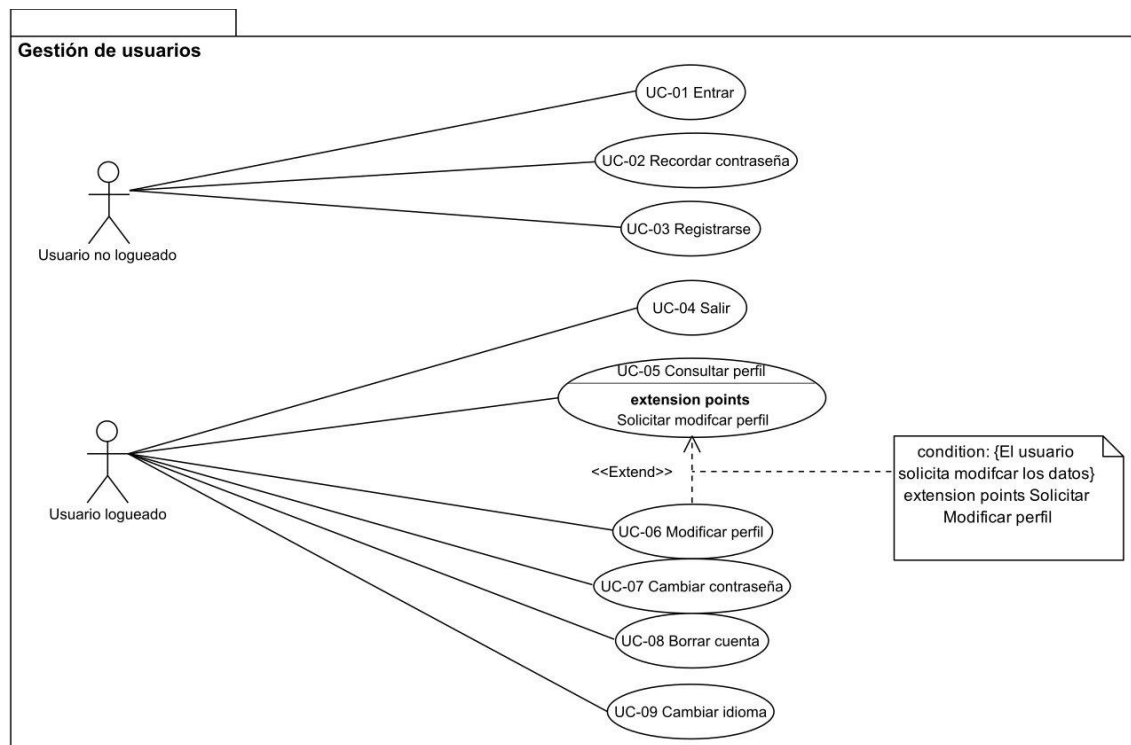 Gestión de usuarios
UC-01 Entrar
UC-02 Recordar contraseña
UC-03 Registrarse
Usuario no logueado
UC-04 Salir
UC-05 Consultar perfil
extension points
Solicitar modifcar perfil
<<Extend>>
condition: {El usuario
solicita modifcar los datos}
extension points Solicitar
Modificar perfil
Usuario logueado
UC-06 Modificar perfil
UC-07 Cambiar contraseña
UC-08 Borrar cuenta
UC-09 Cambiar idioma